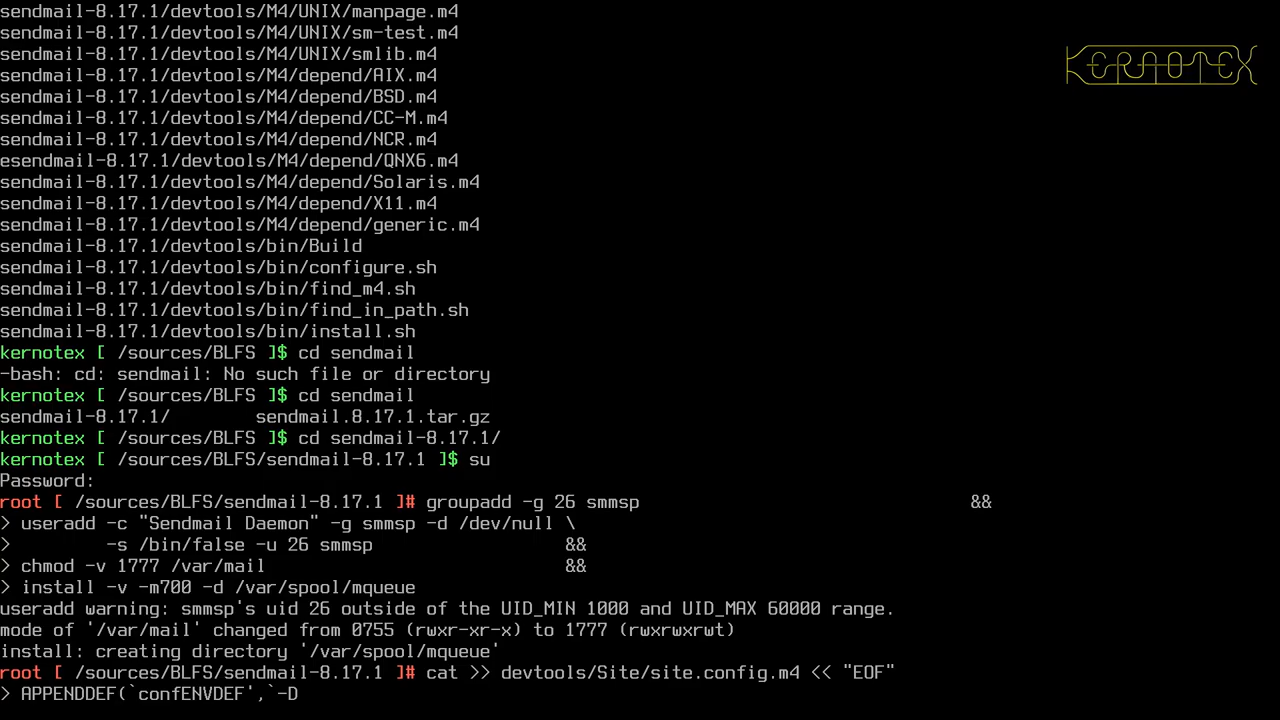 sendmail-8.17.1/devtools/M4/UNIX/manpage.m4
sendmail-8.17.1/devtools/M4/UNIX/sm-test.m4
sendmail-8.17.1/devtools/M4/UNIX/smlib.m4
sendmail-8.17.1/devtools/M4/depend/AIX.m4
sendmail-8.17.1/devtools/M4/depend/BSD.m4
sendmail-8.17.1/devtools/M4/depend/CC-M.m4
sendmail-8.17.1/devtools/M4/depend/NCR.m4
esendmail-8.17.1/devtools/M4/depend/QNX6.m4
sendmail-8.17.1/devtools/M4/depend/Solaris.m4
sendmail-8.17.1/devtools/M4/depend/X11.m4
sendmail-8.17.1/devtools/M4/depend/generic.m4
sendmail-8.17.1/devtools/bin/Build
sendmail-8.17.1/devtools/bin/configure.sh
sendmail-8.17.1/devtools/bin/find_m4.sh
sendmail-8.17.1/devtools/bin/find_in_path.sh
sendmail-8.17.1/devtools/bin/install.sh
kernotex [ /sources/BLFS ]$ cd sendmail
-bash: cd: sendmail: No such file or directory
kernotex [ /sources/BLFS ]$ cd sendmail
sendmail-8.17.1/        sendmail.8.17.1.tar.gz
kernotex [ /sources/BLFS ]$ cd sendmail-8.17.1/
kernotex [ /sources/BLFS/sendmail-8.17.1 ]$ su
Password:
root [ /sources/BLFS/sendmail-8.17.1 ]# groupadd -g 26 smmsp                               &&
> useradd -c "Sendmail Daemon" -g smmsp -d /dev/null \
>         -s /bin/false -u 26 smmsp                  &&
> chmod -v 1777 /var/mail                            &&
> install -v -m700 -d /var/spool/mqueue
useradd warning: smmsp's uid 26 outside of the UID_MIN 1000 and UID_MAX 60000 range.
mode of '/var/mail' changed from 0755 (rwxr-xr-x) to 1777 (rwxrwxrwt)
install: creating directory '/var/spool/mqueue'
root [ /sources/BLFS/sendmail-8.17.1 ]# cat >> devtools/Site/site.config.m4 << "EOF"
> APPENDDEF(`confENVDEF',`-D
KERNOTEX